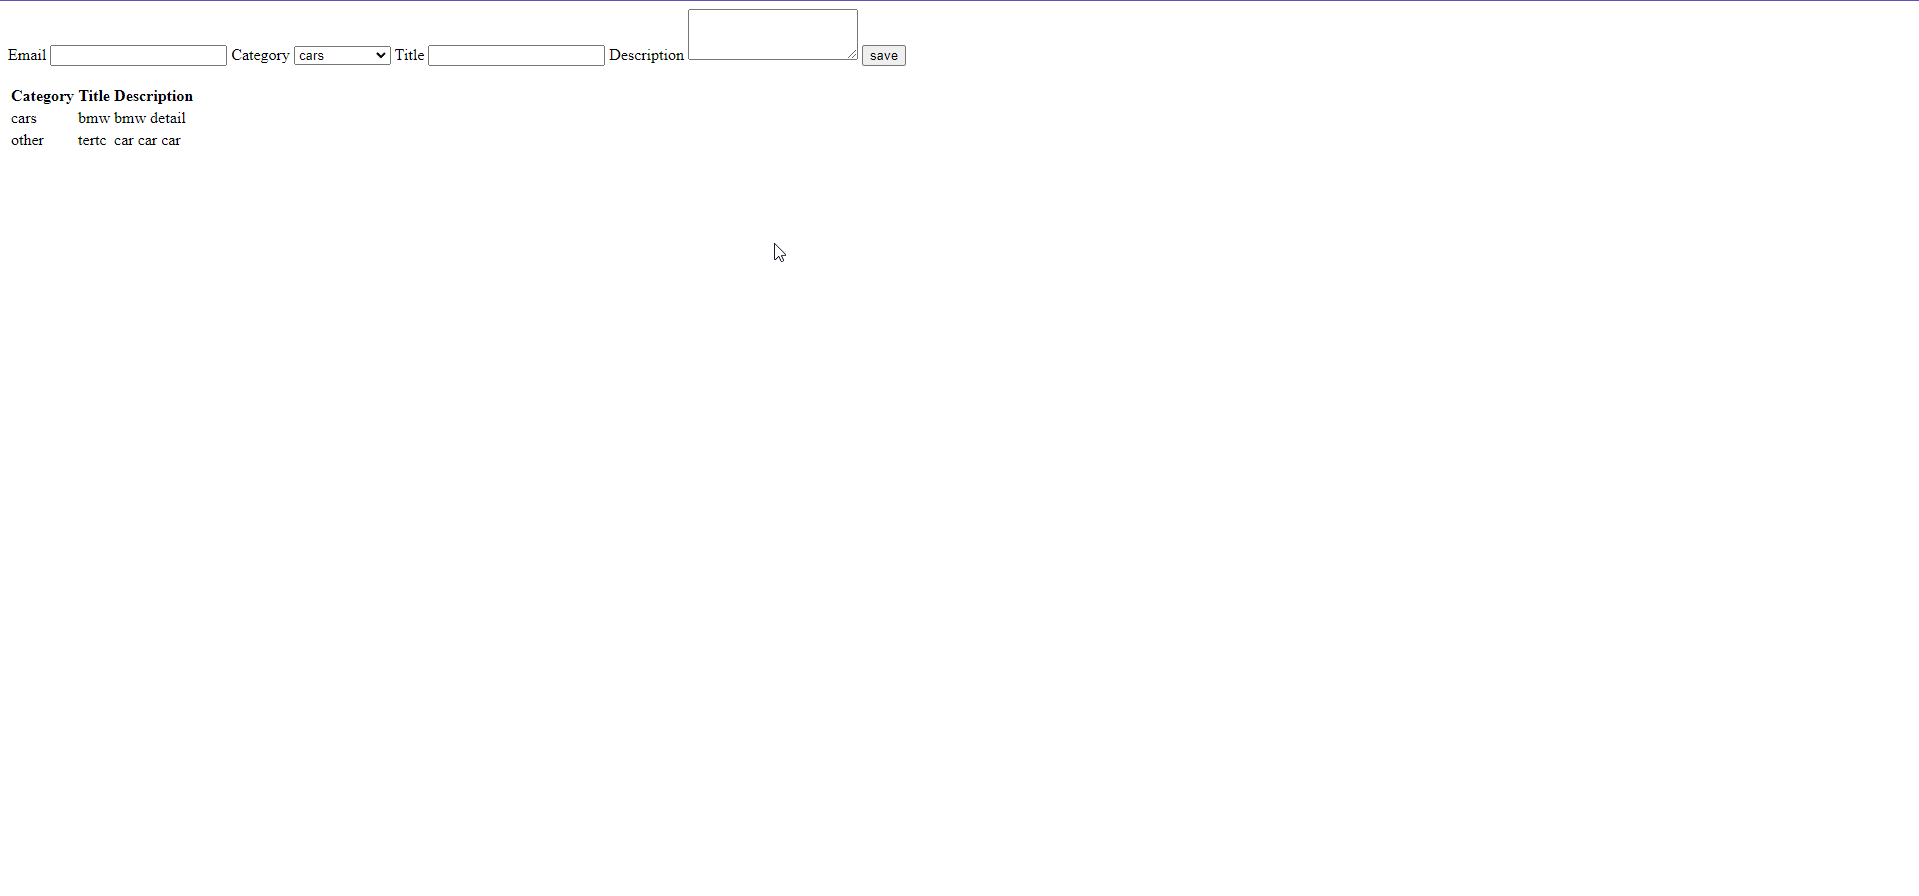 Email Category cars Title Description save
Category Title Description
cars bmw bmw detail
other tertc car car car